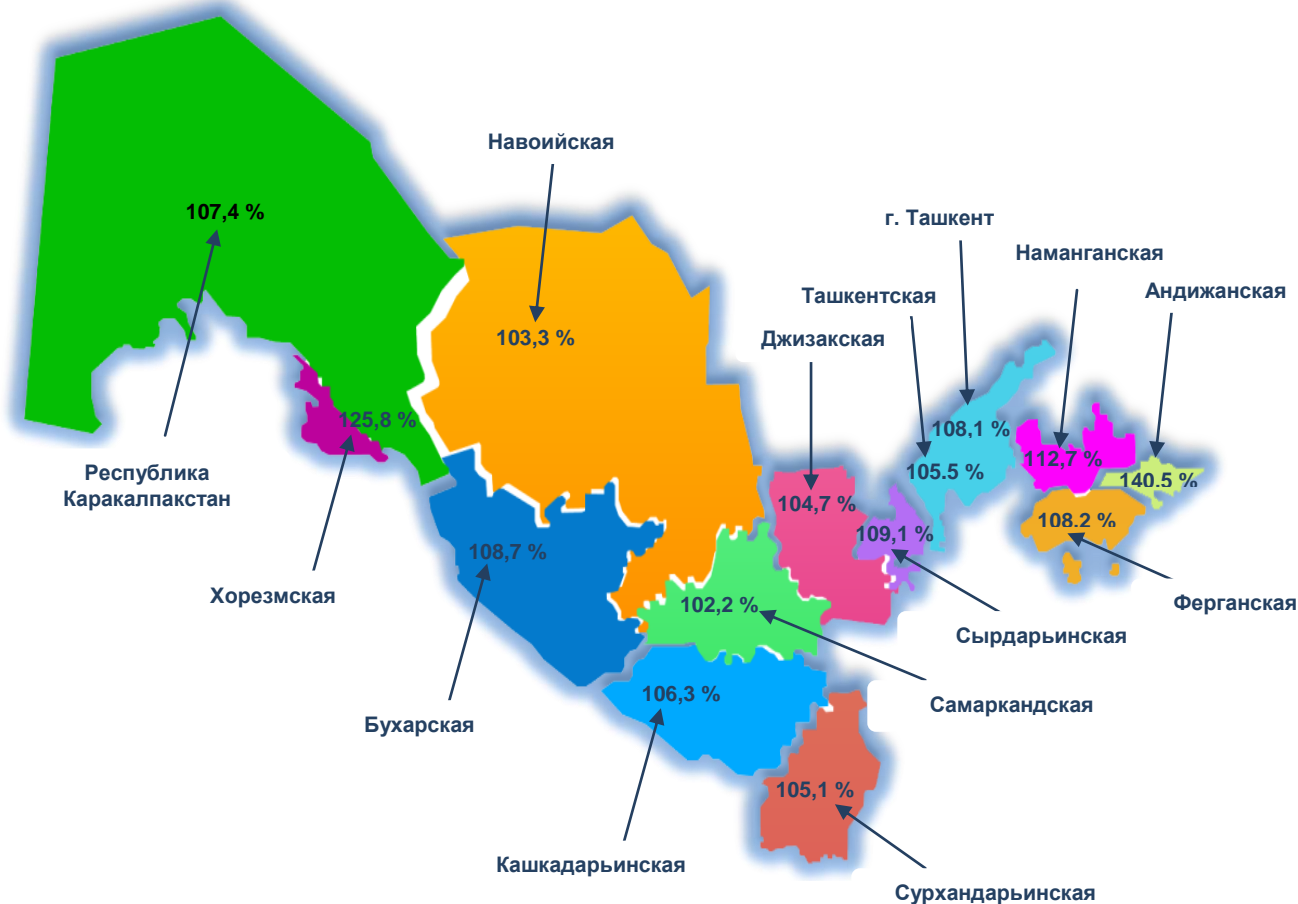 Навоийская
107,4 %
г. Ташкент
Наманганская
Ташкентская
Андижанская
103,3 %
Джизакская
125,8 %
108,1 %
112,7 %
Республика
Каракалпакстан
105.5 %
140.5 %
104,7 %
108.2 %
109,1 %
108,7 %
Хорезмская
102,2 %
Ферганская
Сырдарьинская
106,3 %
Самаркандская
Бухарская
105,1 %
Кашкадарьинская
Сурхандарьинская